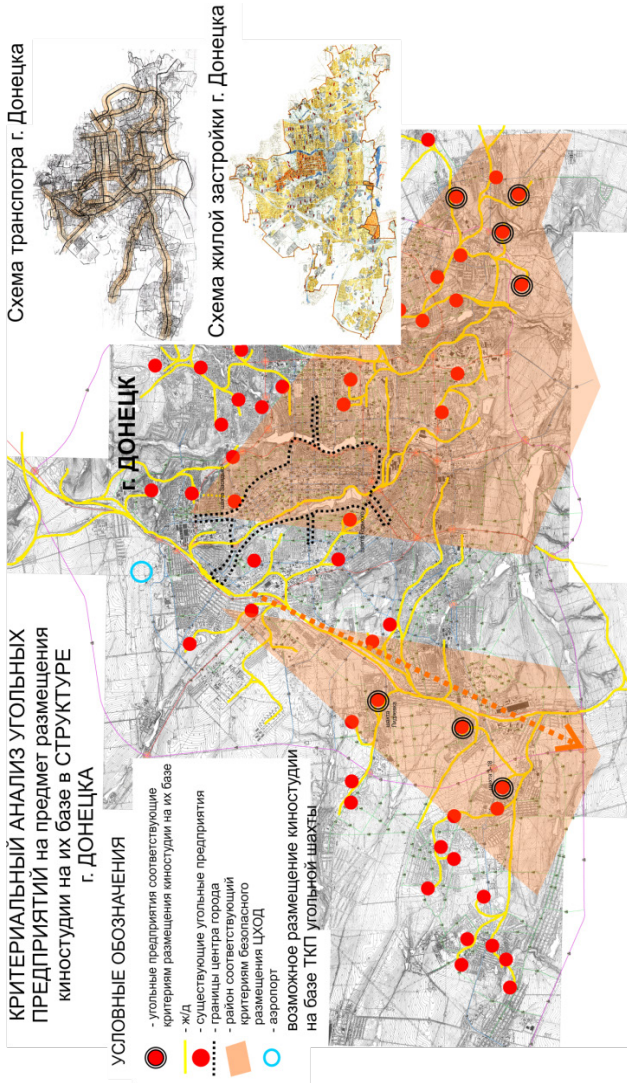 КРИТЕРИАЛЬНЫЙ АНАЛИЗ УГОЛЬНЫХ
ПРЕДПРИЯТИЙ на предмет размещения
киностудии на их базе в СТРУКТУРЕ
г. ДОНЕЦКА
УСЛОВНЫЕ ОБОЗНАЧЕНИЯ
- угольные предприятия соответствующие
критериям размещения киностудии на их базе
- ж/д
- существующие угольные предприятия
- границы центра города
- район соответствующий
критериям безопасного
размещения ЦХОД
- аэропорт
возможное размещение киностудии
на базе ТКП угольной шахты
г. ДОНЕЦК
Схема транспотра г. Донецка
Схема жилой застройки г. Донецка